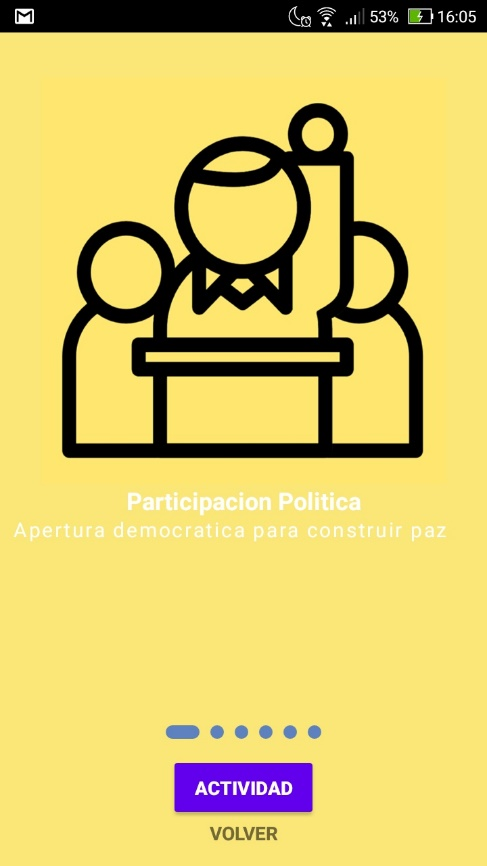 53% 16:05
Participacion Politica
Apertura democratica para construir paz
ACTIVIDAD
VOLVER